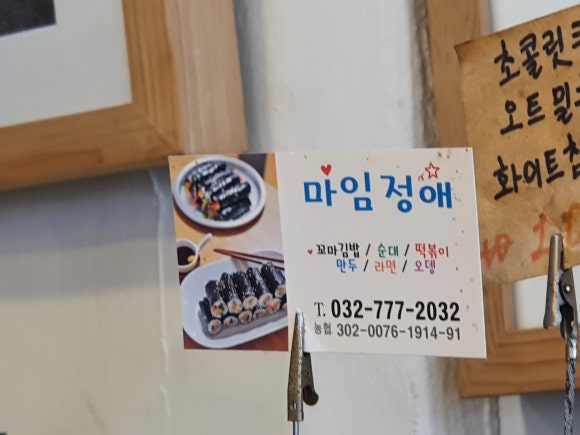 마임정애
꼬마김밥 / 순대 / 떡볶이
만두 / 라면 / 오뎅
T. 032-777-2032
농협 302-0076-1914-91
초콜릿
오트밀
화이트